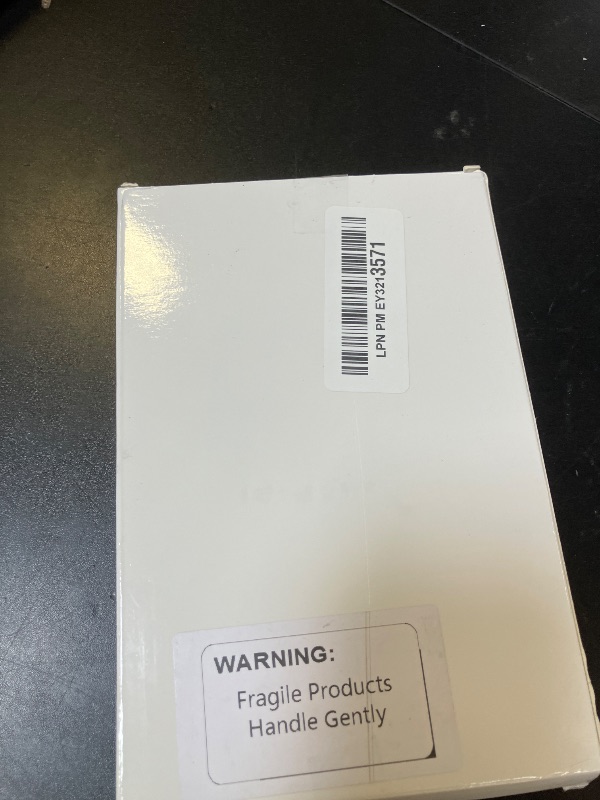 LPN PM EY3213571
WARNING:
Fragile Products
Handle Gently